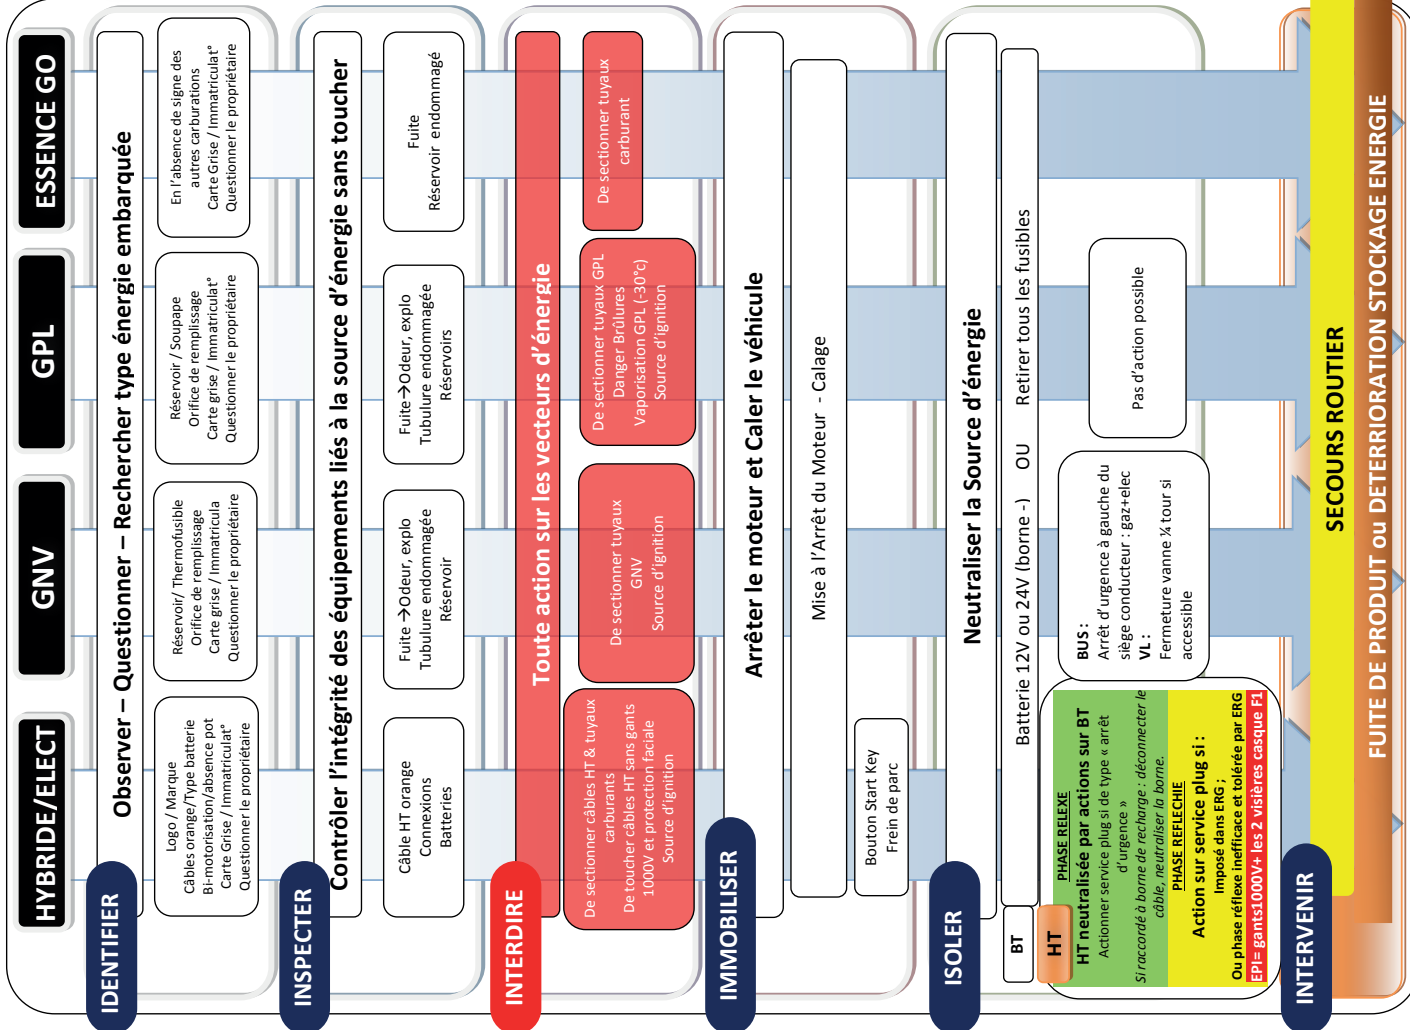 HYBRIDE/ELECT
GNV
GPL
ESSENCE GO
IDENTIFIER
Observer – Questionner – Rechercher type énergie embarquée
Logo / Marque
Câbles orange/Type batterie
Bi-motorisation/absence pot
Carte Grise / Immatriculat°
Questionner le propriétaire
Réservoir/ Thermofusible
Orifice de remplissage
Carte grise / Immatricula
Questionner le propriétaire
Réservoir / Soupape
Orifice de remplissage
Carte grise / Immatriculat°
Questionner le propriétaire
En l'absence de signe des
autres carburations
Carte Grise / Immatriculat°
Questionner le propriétaire
INSPECTER
Contrôler l'intégrité des équipements liés à la source d'énergie sans toucher
Câble HT orange
Connexions
Batteries
Fuite →Odeur, explo
Tubulure endommagée
Réservoir
Fuite→Odeur, explo
Tubulure endommagée
Réservoirs
Fuite
Réservoir endommagé
INTERDIRE
Toute action sur les vecteurs d'énergie
De sectionner câbles HT & tuyaux
carburants
De toucher câbles HT sans gants
1000V et protection faciale
Source d'ignition
De sectionner tuyaux
GNV
Source d'ignition
De sectionner tuyaux GPL
Danger Brûlures
Vaporisation GPL (-30°c)
Source d'ignition
De sectionner tuyaux
carburant
IMMOBILISER
Arrêter le moteur et Caler le véhicule
Mise à l'Arrêt du Moteur - Calage
Bouton Start Key
Frein de parc
ISOLER
Neutraliser la Source d'énergie
BT
Batterie 12V ou 24V (borne -) OU Retirer tous les fusibles
HT
PHASE RELEXE
HT neutralisée par actions sur BT
Actionner service plug si de type « arrêt
d'urgence »
Si raccordé à borne de recharge : déconnecter le
câble, neutraliser la borne.
PHASE REFLECHIE
Action sur service plug si :
Imposé dans ERG ;
Ou phase réflexe inefficace et tolérée par ERG
EPI= gants1000V+ les 2 visières casque F1
BUS :
Arrêt d'urgence à gauche du
siège conducteur : gaz+elec
VL :
Fermeture vanne ¼ tour si
accessible
Pas d'action possible
INTERVENIR
SECOURS ROUTIER
FUITE DE PRODUIT ou DETERRIORATION STOCKAGE ENERGIE